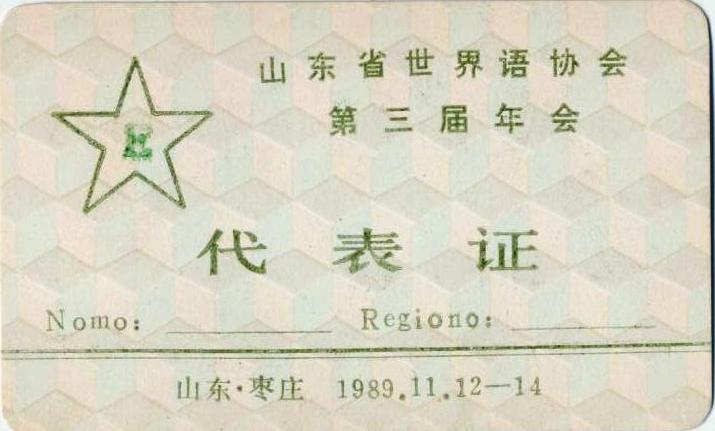 山东省世界语协会
第三届年会
代表证
Nomo: Regiono:
山东·枣庄 1989.11.12—14